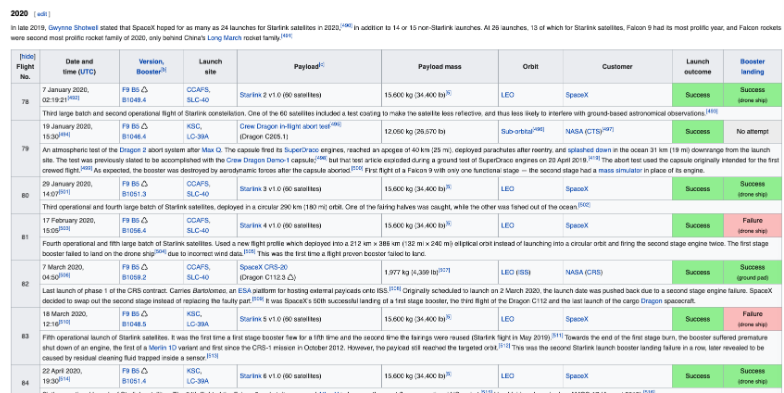 2020 [ edit ]
In late 2019, Gwynne Shotwell stated that SpaceX hoped for as many as 24 launches for Starlink satellites in 2020,[490] in addition to 14 or 15 non-Starlink launches. At 26 launches, 13 of which for Starlink satellites, Falcon 9 had its most prolific year, and Falcon rockets
were second most prolific rocket family of 2020, only behind China's Long March rocket family.[491]
[hide] Flight No. Date and time (UTC) Version, Booster[b] Launch site Payload[c] Payload mass Orbit Customer Launch outcome Booster landing
78 7 January 2020, 02:19:21[492] F9 B5 △ B1049.4 CCAFS, SLC-40 Starlink 2 v1.0 (60 satellites) 15,600 kg (34,400 lb)[5] LEO SpaceX Success Success (drone ship)
Third large batch and second operational flight of Starlink constellation. One of the 60 satellites included a test coating to make the satellite less reflective, and thus less likely to interfere with ground-based astronomical observations.[493]
79 19 January 2020, 15:30[494] F9 B5 △ B1046.4 KSC, LC-39A Crew Dragon in-flight abort test[495] (Dragon C205.1) 12,050 kg (26,570 lb) Sub-orbital[496] NASA (CTS)[497] Success No attempt
An atmospheric test of the Dragon 2 abort system after Max Q. The capsule fired its SuperDraco engines, reached an apogee of 40 km (25 mi), deployed parachutes after reentry, and splashed down in the ocean 31 km (19 mi) downrange from the launch
site. The test was previously slated to be accomplished with the Crew Dragon Demo-1 capsule;[498] but that test article exploded during a ground test of SuperDraco engines on 20 April 2019.[419] The abort test used the capsule originally intended for the
first crewed flight.[499] As expected, the booster was destroyed by aerodynamic forces after the capsule aborted.[500] First flight of a Falcon 9 with only one functional stage — the second stage had a mass simulator in place of its engine.
80 29 January 2020, 14:07[501] F9 B5 △ B1051.3 CCAFS, SLC-40 Starlink 3 v1.0 (60 satellites) 15,600 kg (34,400 lb)[5] LEO SpaceX Success Success (drone ship)
Third operational and fourth large batch of Starlink satellites, deployed in a circular 290 km (180 mi) orbit. One of the fairing halves was caught, while the other was fished out of the ocean.[502]
81 17 February 2020, 15:05[503] F9 B5 △ B1056.4 CCAFS, SLC-40 Starlink 4 v1.0 (60 satellites) 15,600 kg (34,400 lb)[5] LEO SpaceX Success Failure (drone ship)
Fourth operational and fifth large batch of Starlink satellites. Used a new flight profile which deployed into a 212 km × 386 km (132 mi × 240 mi) elliptical orbit instead of launching into a circular orbit and firing the second stage engine twice. The first stage
booster failed to land on the drone ship[504] due to incorrect wind data.[505] This was the first time a flight proven booster failed to land.
82 7 March 2020, 04:50[506] F9 B5 △ B1059.2 CCAFS, SLC-40 SpaceX CRS-20 (Dragon C112.3 △) 1,977 kg (4,359 lb)[507] LEO (ISS) NASA (CRS) Success Success (ground pad)
Last launch of phase 1 of the CRS contract. Carries Bartolomeo, an ESA platform for hosting external payloads onto ISS.[508] Originally scheduled to launch on 2 March 2020, the launch date was pushed back due to a second stage engine failure. SpaceX
decided to swap out the second stage instead of replacing the faulty part.[509] It was SpaceX's 50th successful landing of a first stage booster, the third flight of the Dragon C112 and the last launch of the cargo Dragon spacecraft.
83 18 March 2020, 12:16[510] F9 B5 △ B1048.5 KSC, LC-39A Starlink 5 v1.0 (60 satellites) 15,600 kg (34,400 lb)[5] LEO SpaceX Success Failure (drone ship)
Fifth operational launch of Starlink satellites. It was the first time a first stage booster flew for a fifth time and the second time the fairings were reused (Starlink flight in May 2019).[511] Towards the end of the first stage burn, the booster suffered premature
shut down of an engine, the first of a Merlin 1D variant and first since the CRS-1 mission in October 2012. However, the payload still reached the targeted orbit.[512] This was the second Starlink launch booster landing failure in a row, later revealed to be
caused by residual cleaning fluid trapped inside a sensor.[513]
84 22 April 2020, 19:30[514] F9 B5 △ B1051.4 KSC, LC-39A Starlink 6 v1.0 (60 satellites) 15,600 kg (34,400 lb)[5] LEO SpaceX Success Success (drone ship)